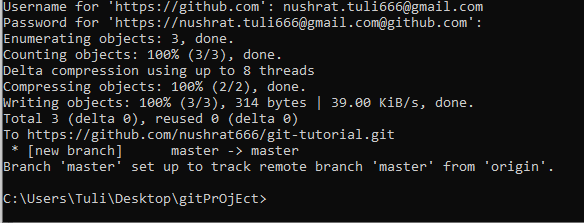 Username for 'https://github.com': nushrat.tuli666@gmail.com
Password for 'https://nushrat.tuli666@gmail.com@github.com':
Enumerating objects: 3, done.
Counting objects: 100% (3/3), done.
Delta compression using up to 8 threads
Compressing objects: 100% (2/2), done.
Writing objects: 100% (3/3), 314 bytes | 39.00 KiB/s, done.
Total 3 (delta 0), reused 0 (delta 0)
To https://github.com/nushrat666/git-tutorial.git
 * [new branch]      master -> master
Branch 'master' set up to track remote branch 'master' from 'origin'.
C:\Users\Tuli\Desktop\gitPrOjEct>